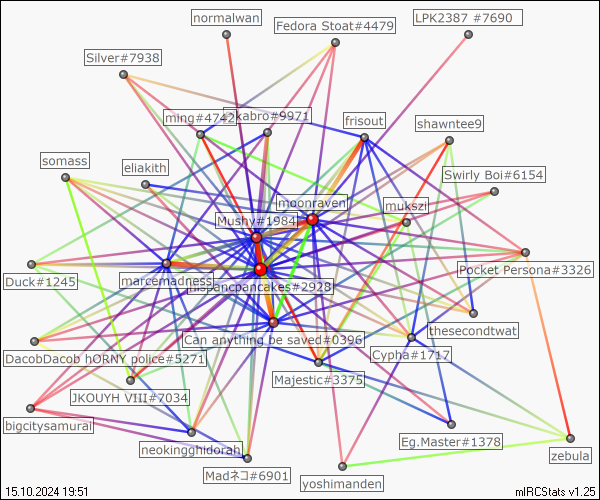 normalwan
Fedora Stoat#4479
LPK2387 #7690
Silver#7938
ming#4742
kabro#9971
frisout
shawntee9
somass
eliakith
Swirly Boi#6154
moonraven
mukszi
Mushy#1984
Pocket Persona#3326
Duck#1245
marcemadness
hispancpancakes#2928
thesecondtwat
Can anything be saved#0396
DacobDacob hORNY police#5271
Cypha#1717
Majestic#3375
JKOUYH VIII#7034
bigcitysamurai
neokingghidorah
Eg.Master#1378
zebula
Madネコ#6901
yoshimanden
15.10.2024 19:51
mIRCStats v1.25